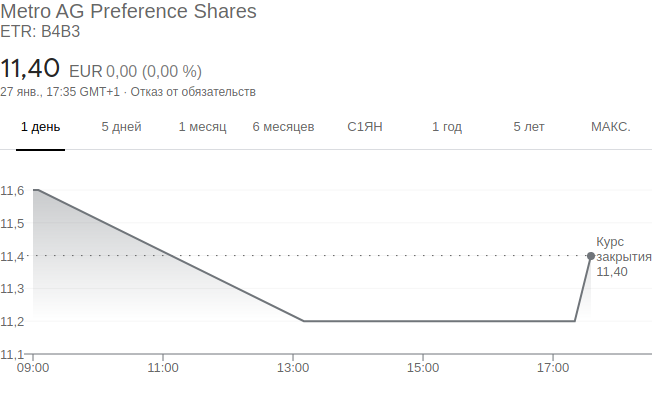 Metro AG Preference Shares
ETR: B4B3
11,40 EUR 0,00 (0,00 %)
27 янв., 17:35 GMT+1 · Отказ от обязательств
1 день 5 дней 1 месяц 6 месяцев С1ЯН 1 год 5 лет МАКС.
11,6
11,5
11,4
11,3
11,2
11,1
Курс
закрытия
11,40
09:00 11:00 13:00 15:00 17:00